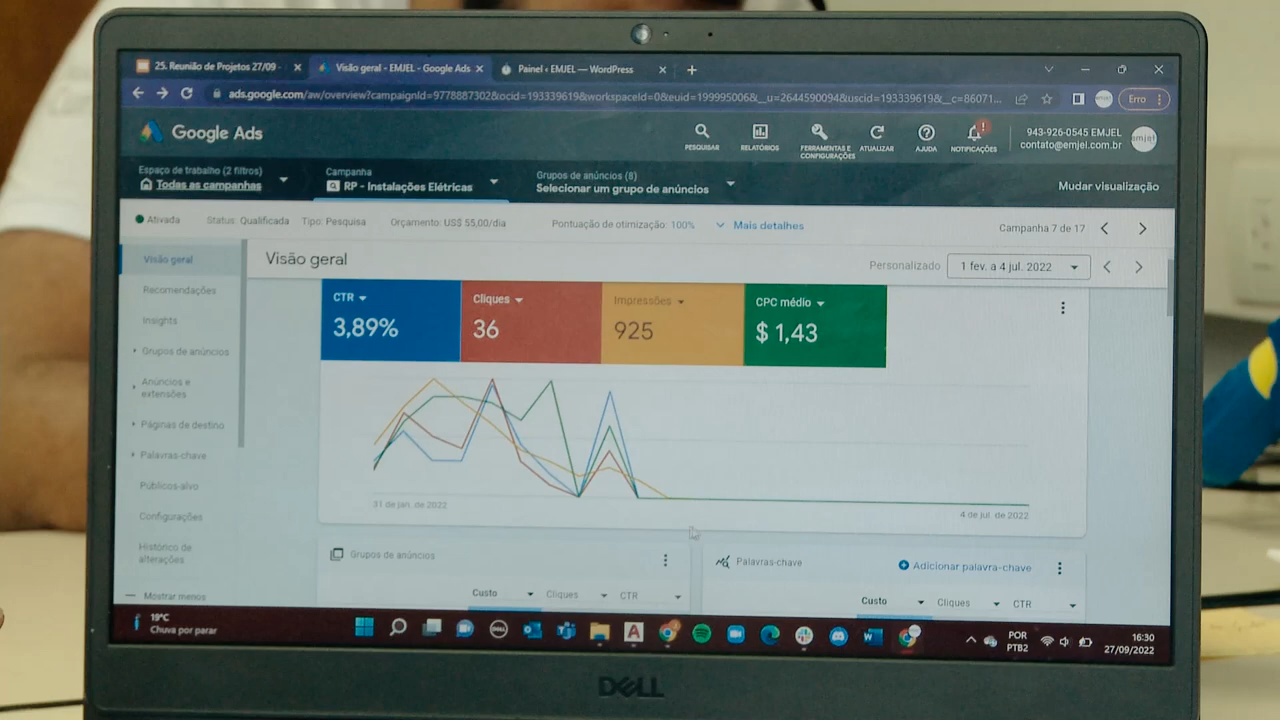 25. Reunião de Projetos 27/09 -
Visão geral - EMJEL - Google Ads
Painel ‹ EMJEL — WordPress
ads.google.com/aw/overview?campaignId=9778887302&ocid=193339619&workspaceId=0&euid=199995006&__u=2644590094&uscid=193339619&__c=86071...
Erro
Google Ads
PESQUISAR
RELATÓRIOS
FERRAMENTAS E
CONFIGURAÇÕES
ATUALIZAR
AJUDA
NOTIFICAÇÕES
943-926-0545 EMJEL
contato@emjel.com.br
emjel
Espaço de trabalho (2 filtros)
Todas as campanhas
Campanha
RP - Instalações Elétricas
Grupos de anúncios (8)
Selecionar um grupo de anúncios
Mudar visualização
Ativada
Status: Qualificada
Tipo: Pesquisa
Orçamento: US$ 55,00/dia
Pontuação de otimização: 100%
Mais detalhes
Campanha 7 de 17
Visão geral
Recomendações
Insights
Grupos de anúncios
Anúncios e
extensões
Páginas de destino
Palavras-chave
Públicos-alvo
Configurações
Histórico de
alterações
Mostrar menos
Visão geral
Personalizado
1 fev. a 4 jul. 2022
CTR
3,89%
Cliques
36
Impressões
925
CPC médio
$ 1,43
31 de jan. de 2022
4 de jul. de 2022
Grupos de anúncios
Custo
Cliques
CTR
Palavras-chave
Adicionar palavra-chave
Custo
Cliques
CTR
19°C
Chuva por parar
POR
PTB2
16:30
27/09/2022
DELL